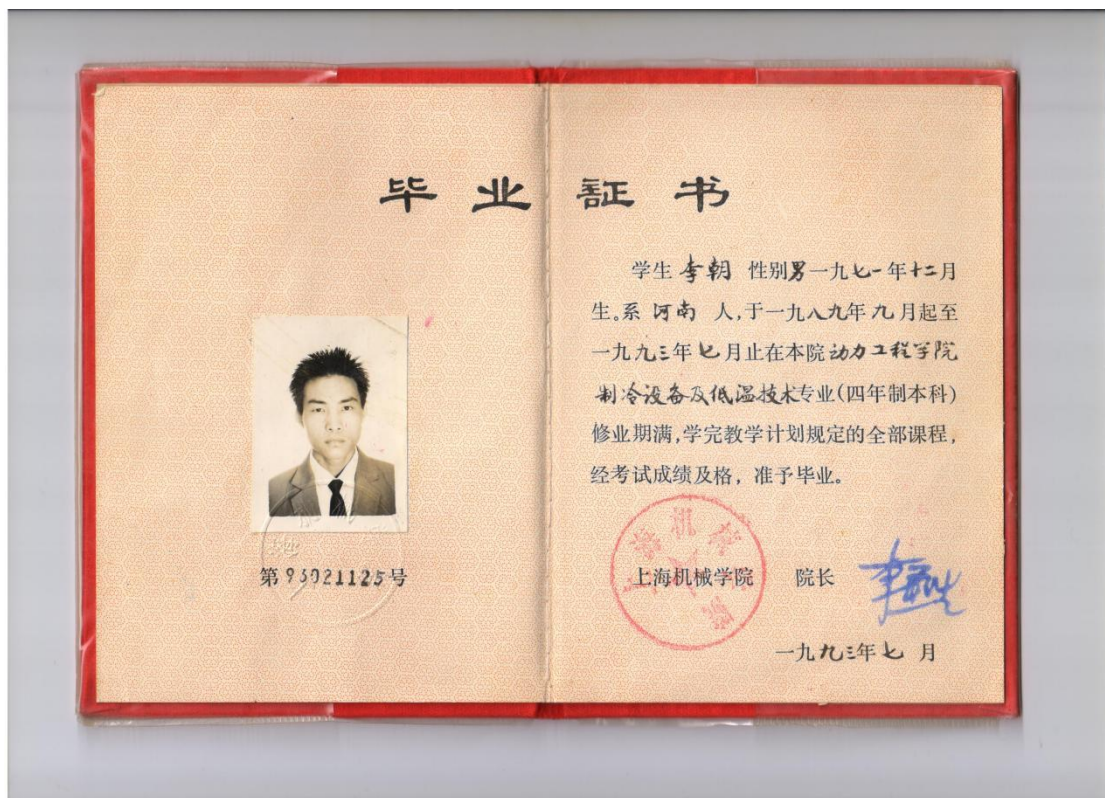 毕业証书
学生 李朝 性别男一九七一年十二月
生。系 河南 人,于一九八九年九月起至
一九九三年七月止在本院动力工程学院
制冷设备及低温技术专业(四年制本科)
修业期满,学完教学计划规定的全部课程,
经考试成绩及格，准予毕业。
上海机械学院 院长
上海机械学院
一九九三年七月
第93021125号